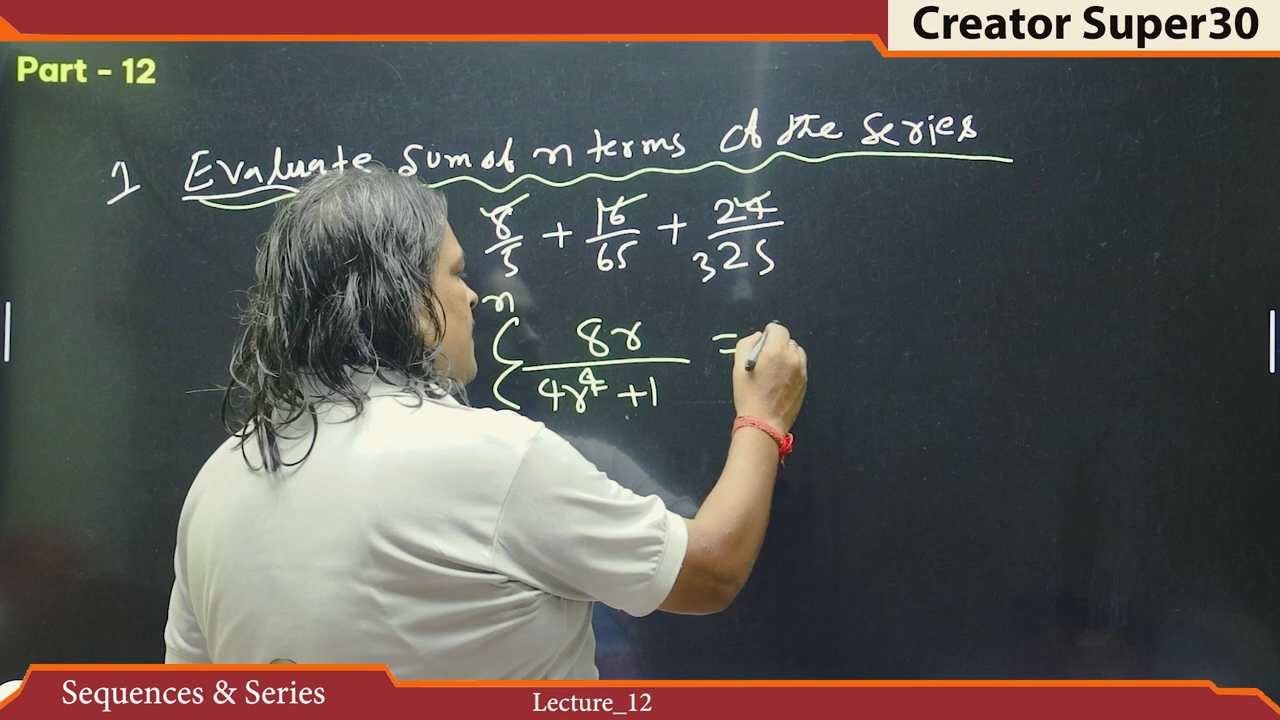 Creator Super30
Part - 12
1 Evaluate Sum of n terms of the series
8/5 + 16/65 + 24/325
n
Σ 8r/(4r⁴ + 1) =
Sequences & Series
Lecture_12